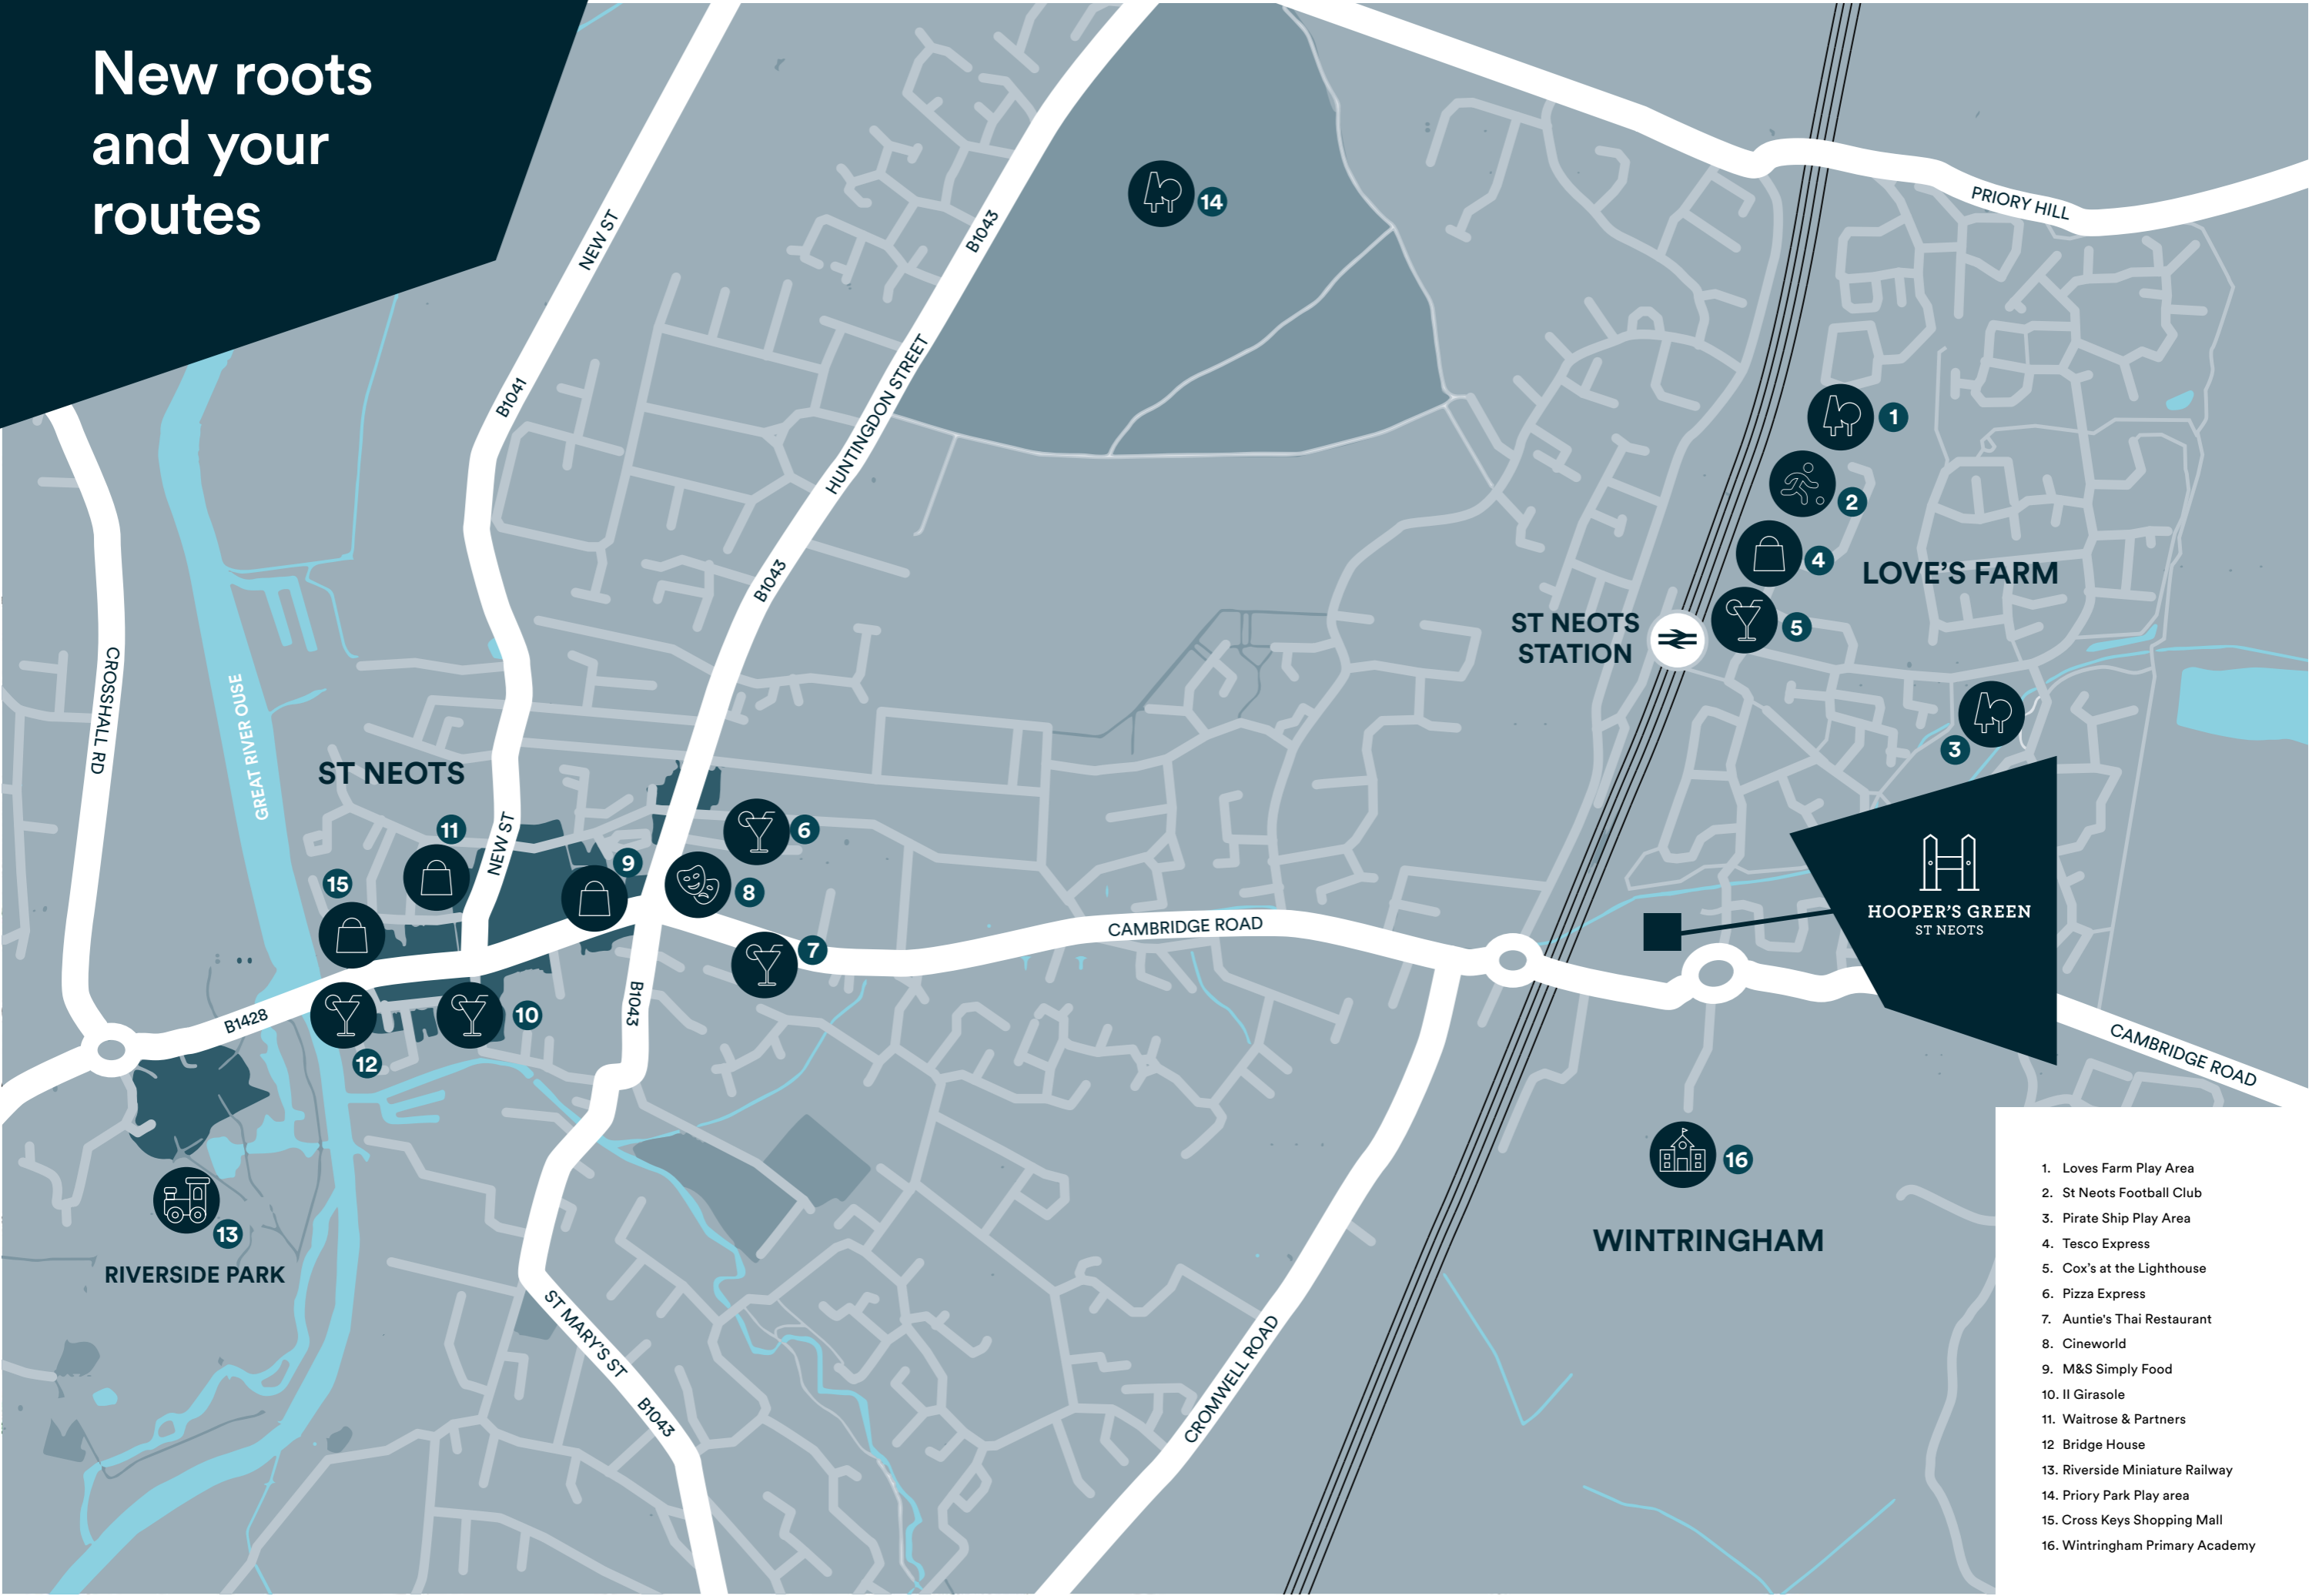 New roots
and your
routes
NEW ST
B1043
14
PRIORY HILL
B1041
HUNTINGDON STREET
1
2
4
LOVE'S FARM
B1043
ST NEOTS
STATION
5
CROSSHALL RD
GREAT RIVER OUSE
3
ST NEOTS
11
NEW ST
6
9
8
15
HOOPER'S GREEN
ST NEOTS
CAMBRIDGE ROAD
7
B1043
B1428
10
12
CAMBRIDGE ROAD
16
13
WINTRINGHAM
RIVERSIDE PARK
ST MARY'S ST
CROMWELL ROAD
B1043
1. Loves Farm Play Area
2. St Neots Football Club
3. Pirate Ship Play Area
4. Tesco Express
5. Cox's at the Lighthouse
6. Pizza Express
7. Auntie's Thai Restaurant
8. Cineworld
9. M&S Simply Food
10. Il Girasole
11. Waitrose & Partners
12 Bridge House
13. Riverside Miniature Railway
14. Priory Park Play area
15. Cross Keys Shopping Mall
16. Wintringham Primary Academy